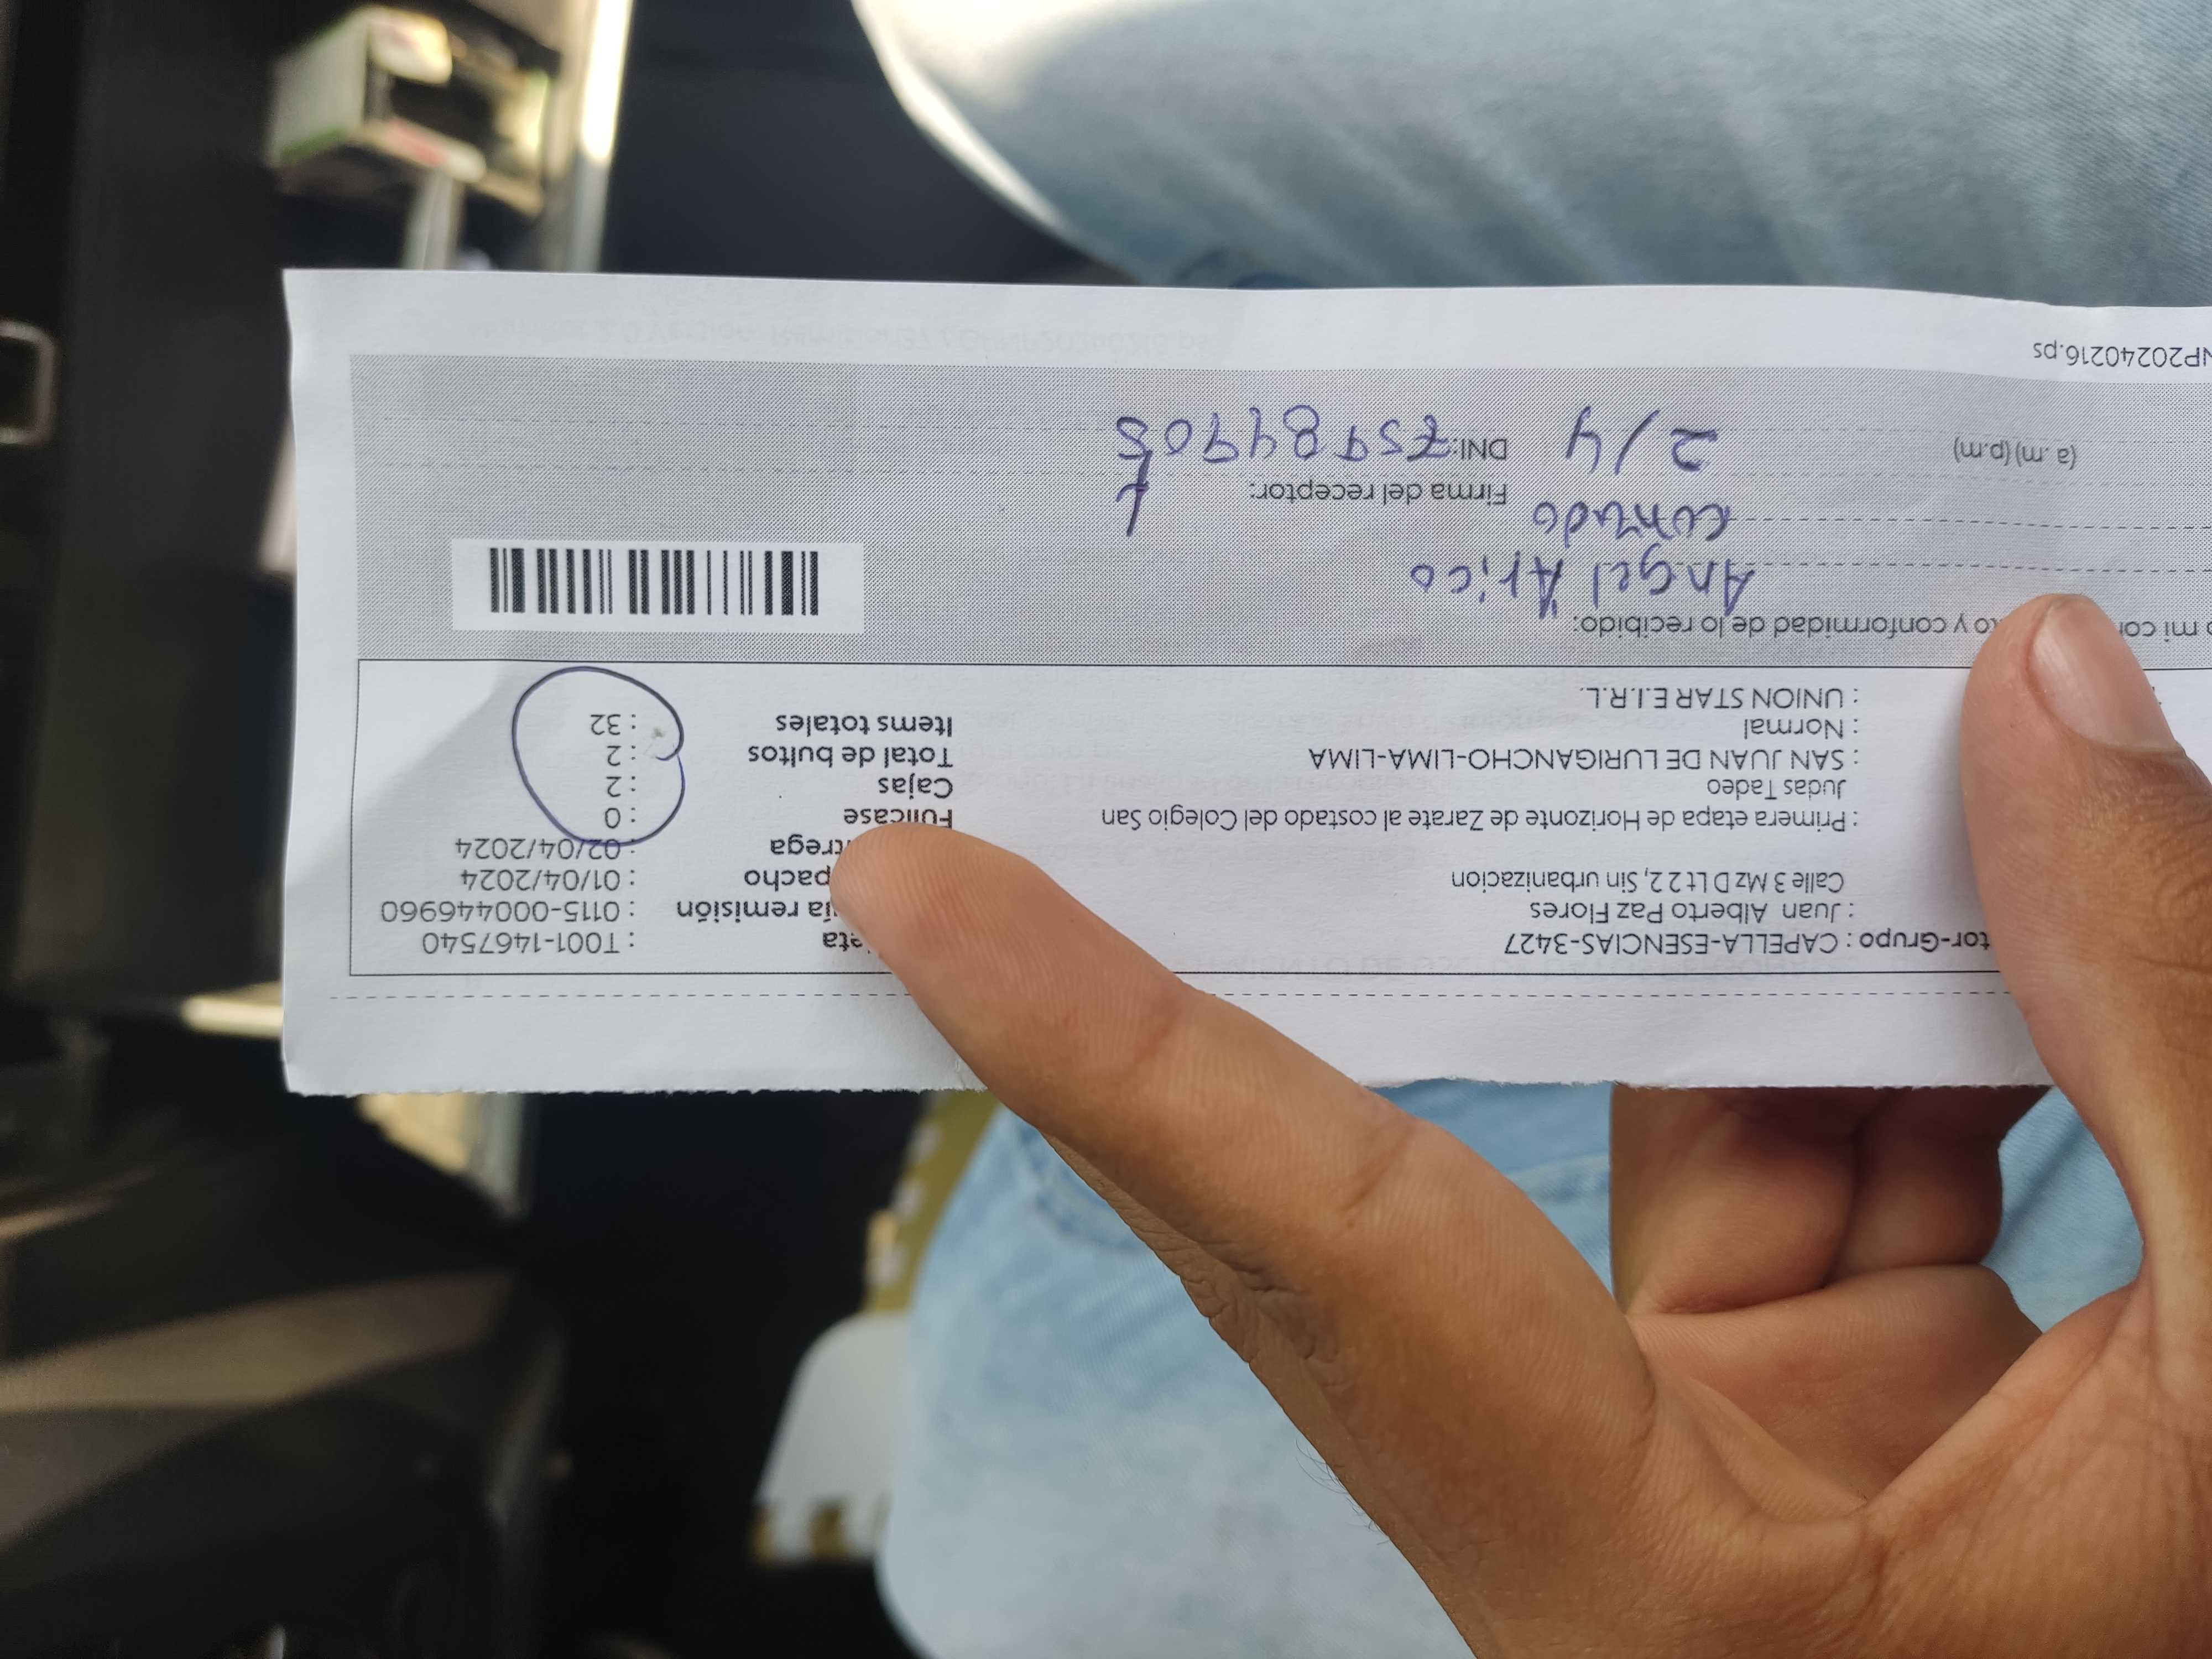 tor-Grupo : CAPELLA-ESENCIAS-3427
: Juan Alberto Paz Flores
Calle 3 Mz D Lt 2 2, Sin urbanizacion
: Primera etapa de Horizonte de Zarate al costado del Colegio San
Judas Tadeo
: SAN JUAN DE LURIGANCHO-LIMA-LIMA
: Normal
: UNION STAR E.I.R.L.
eta : T001-1467540
ía remisión : 0115-000446960
pacho : 01/04/2024
trega : 02/04/2024
Fullcase : 0
Cajas : 2
Total de bultos : 2
Items totales : 32
mi con to y conformidad de lo recibido:
Angel Arico
cuñado
Firma del receptor:
(a. m) (p.m) 2/4 DNI:
NP20240216.ps